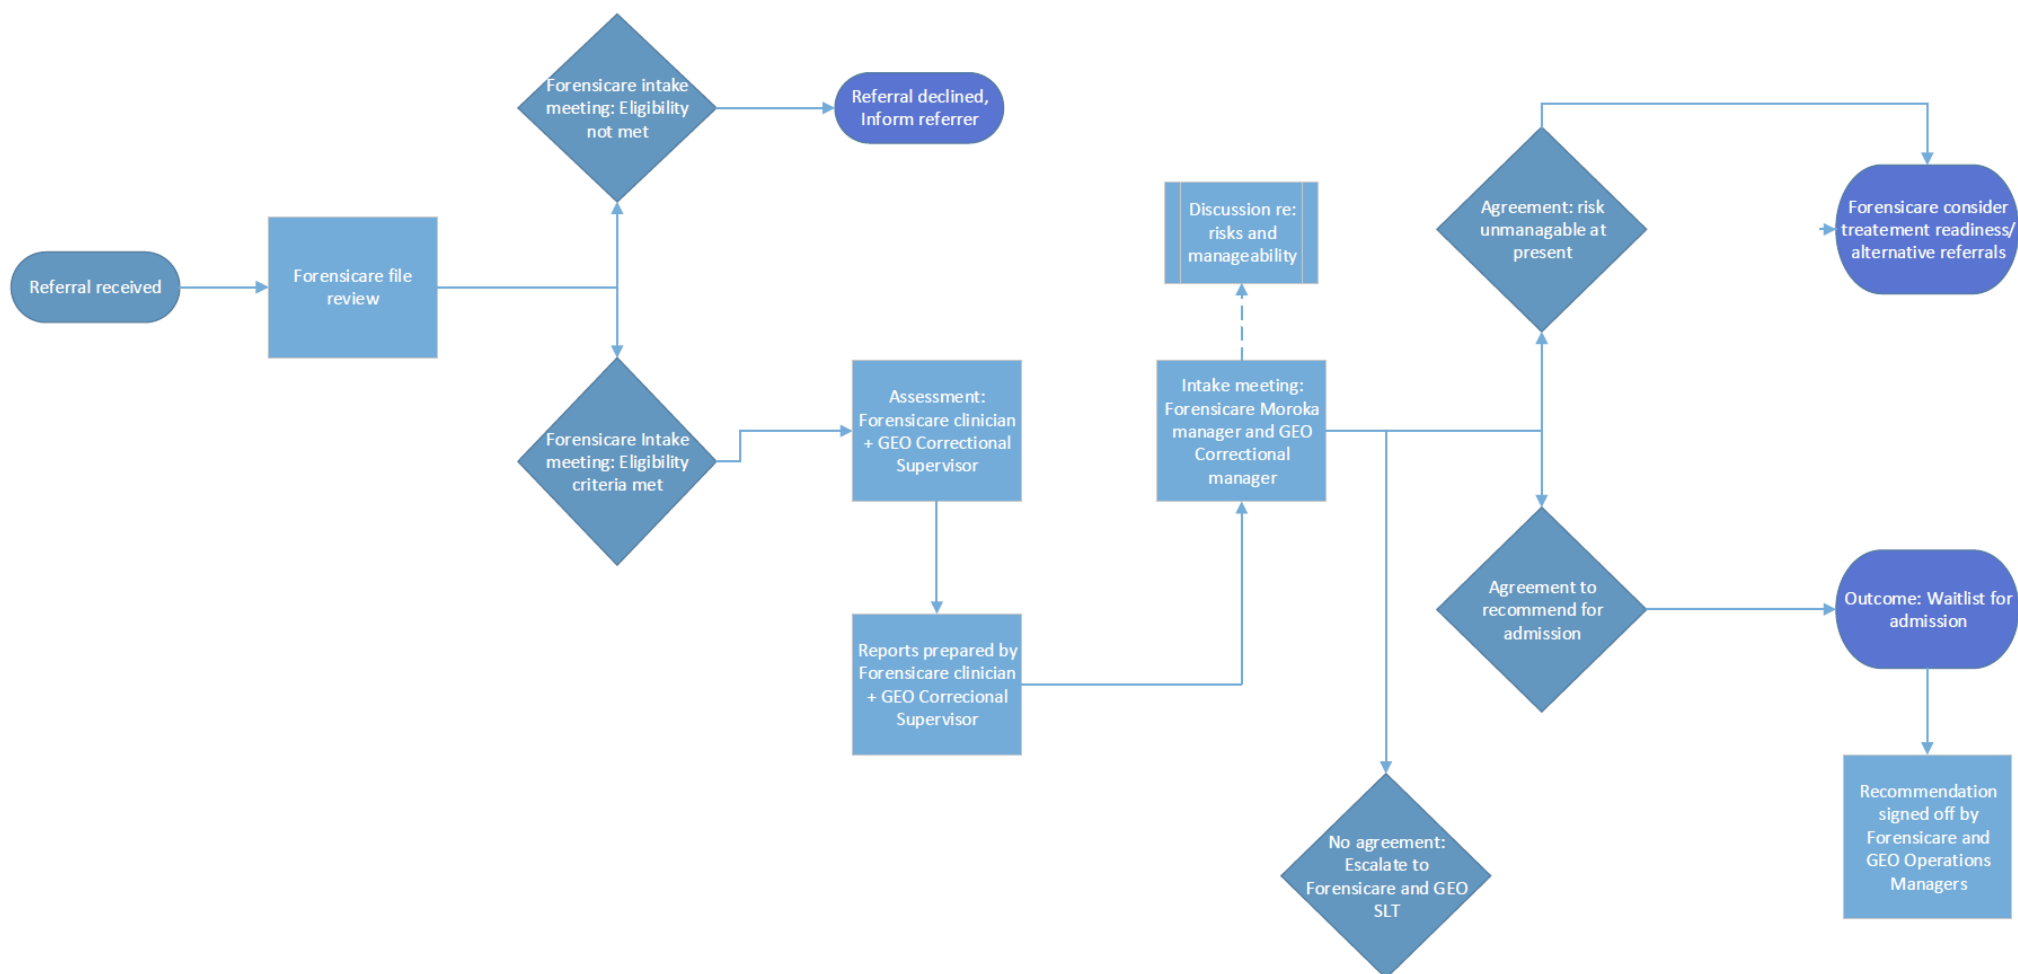 Referral received
Forensicare file
review
Forensicare intake
meeting: Eligibility
not met
Referral declined,
Inform referrer
Forensicare Intake
meeting: Eligibility
criteria met
Assessment:
Forensicare clinician
+ GEO Correctional
Supervisor
Reports prepared by
Forensicare clinician
+ GEO Correcional
Supervisor
Discussion re:
risks and
manageability
Intake meeting:
Forensicare Moroka
manager and GEO
Correctional
manager
No agreement:
Escalate to
Forensicare and GEO
SLT
Agreement: risk
unmanagable at
present
Forensicare consider
treatement readiness/
alternative referrals
Agreement to
recommend for
admission
Outcome: Waitlist for
admission
Recommendation
signed off by
Forensicare and
GEO Operations
Managers